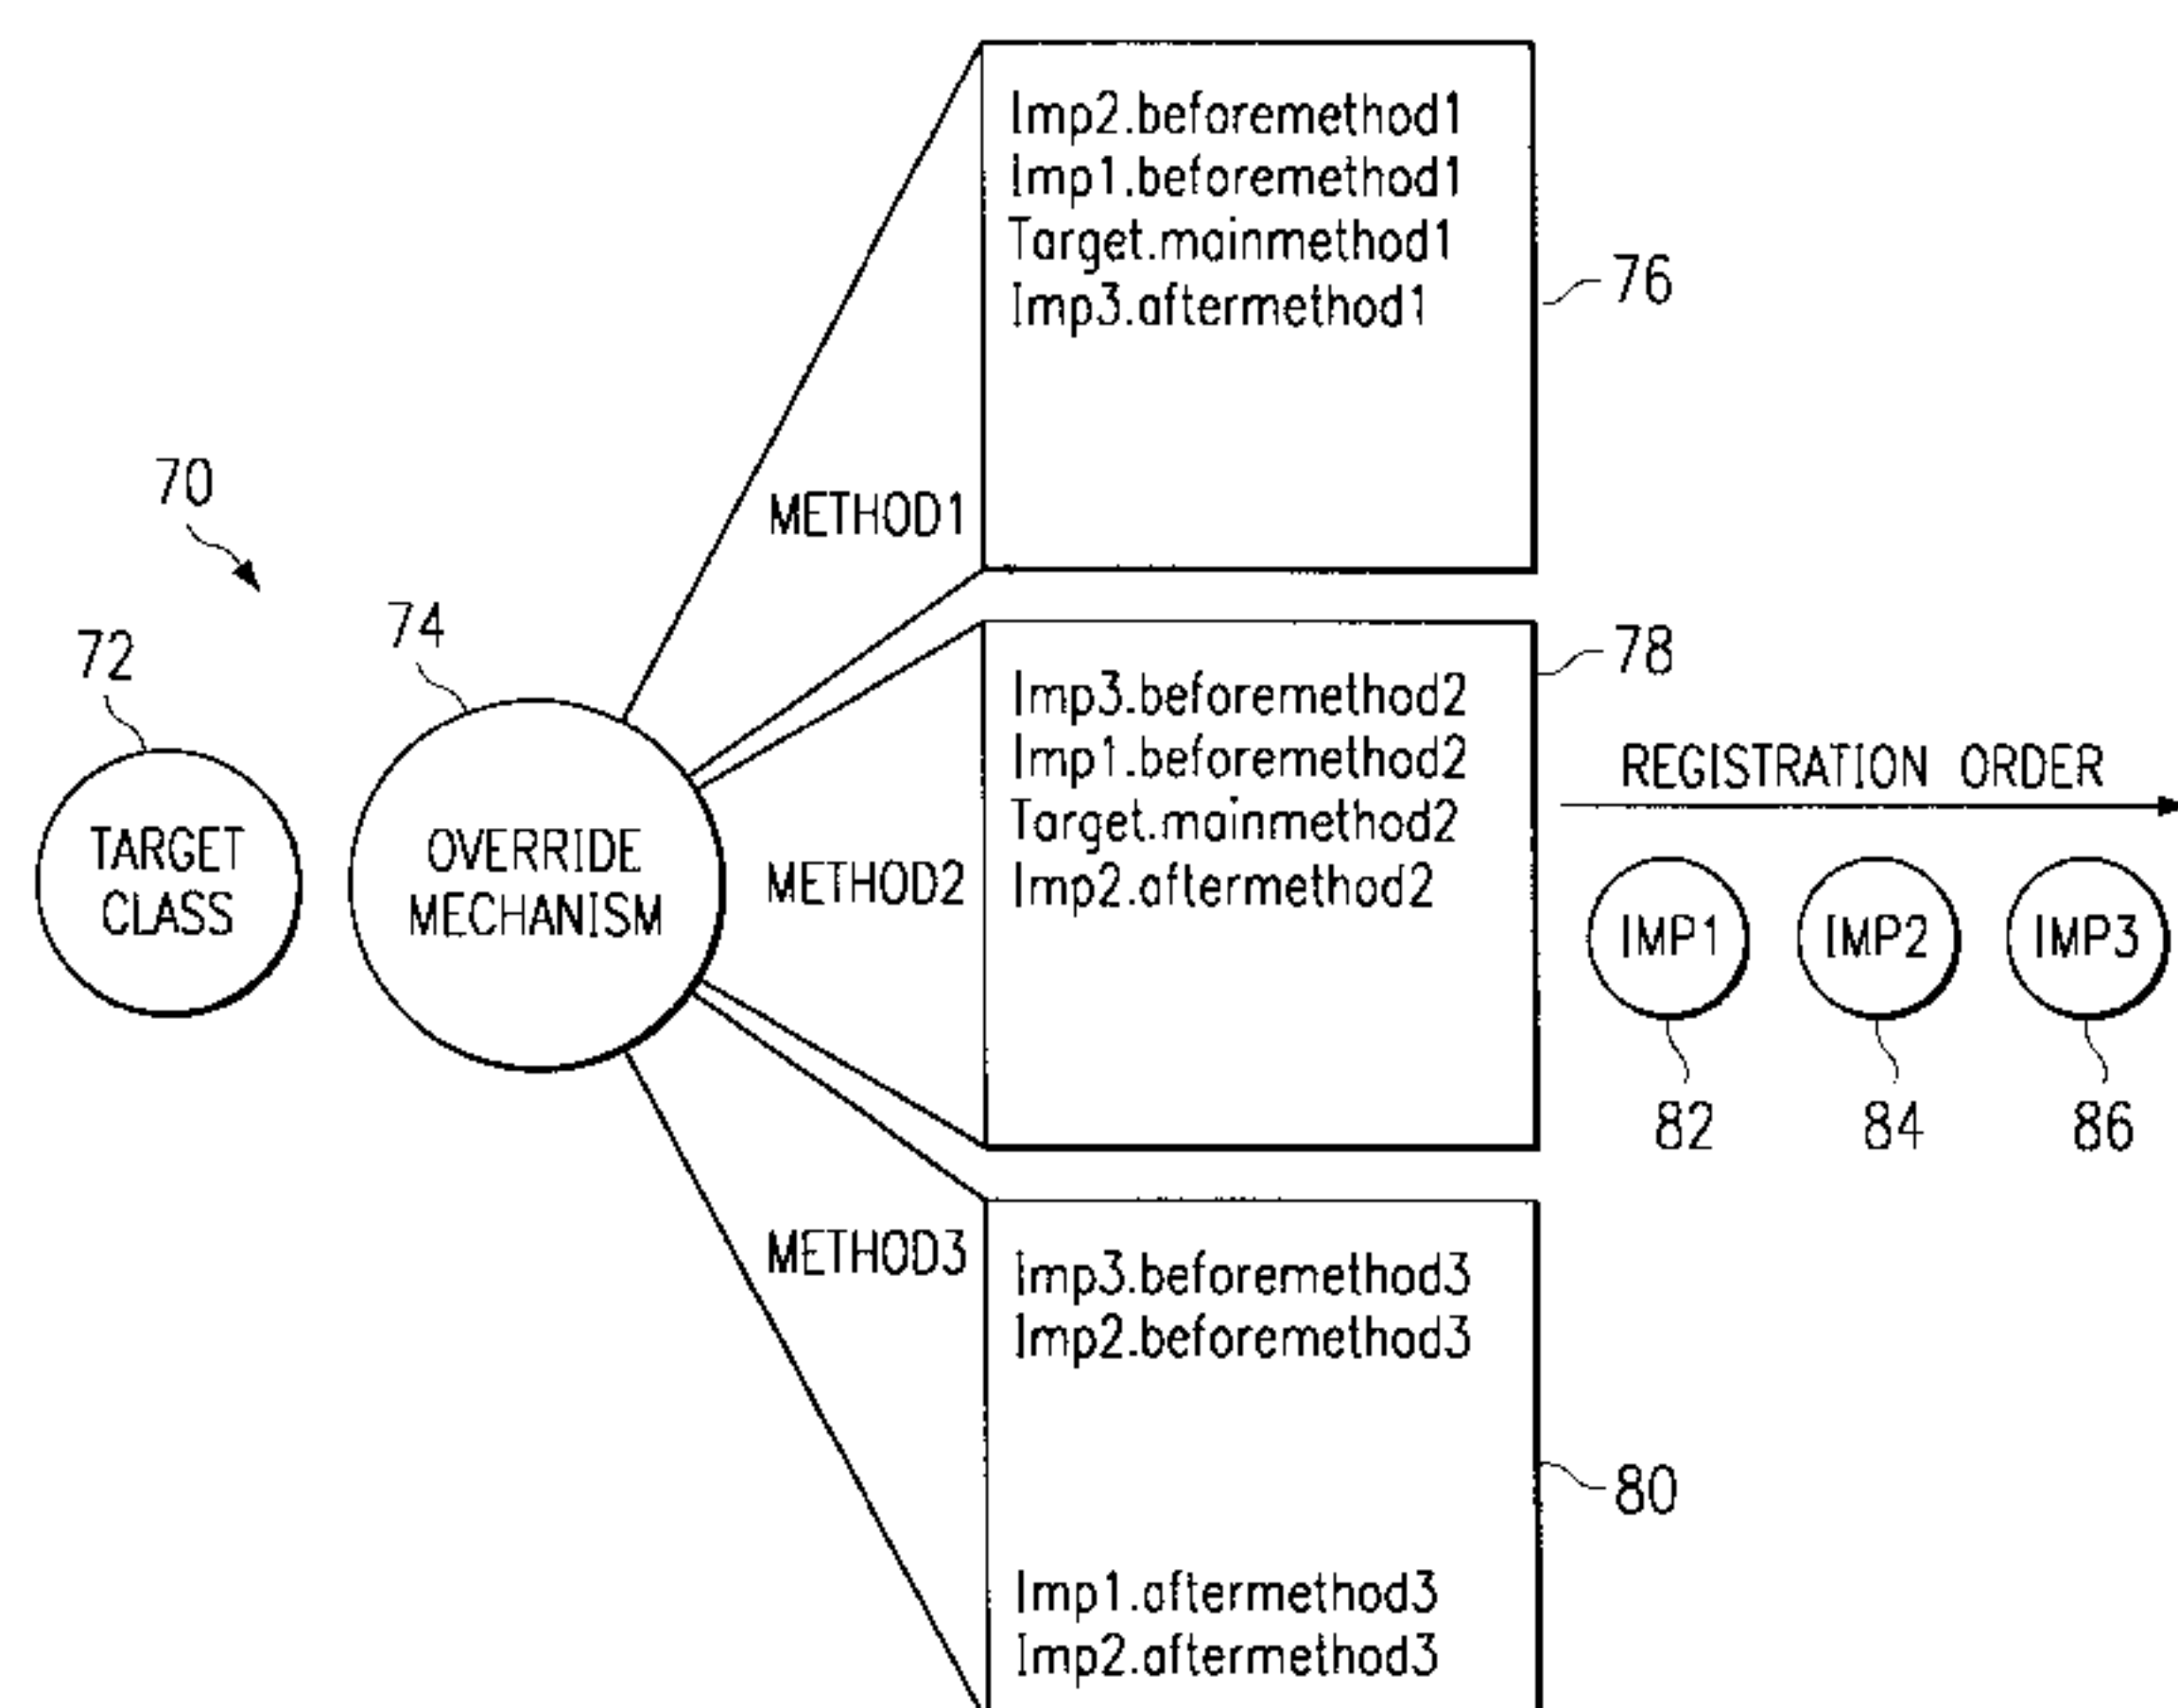 Imp2.beforemethod1
Imp1.beforemethod1
Target.mainmethod1
Imp3.aftermethod1
76
METHOD1
70
72
74
TARGET
CLASS
OVERRIDE
MECHANISM
METHOD2
Imp3.beforemethod2
Imp1.beforemethod2
Target.mainmethod2
Imp2.aftermethod2
78
REGISTRATION ORDER
IMP1
IMP2
IMP3
82
84
86
METHOD3
Imp3.beforemethod3
Imp2.beforemethod3
Imp1.aftermethod3
Imp2.aftermethod3
80